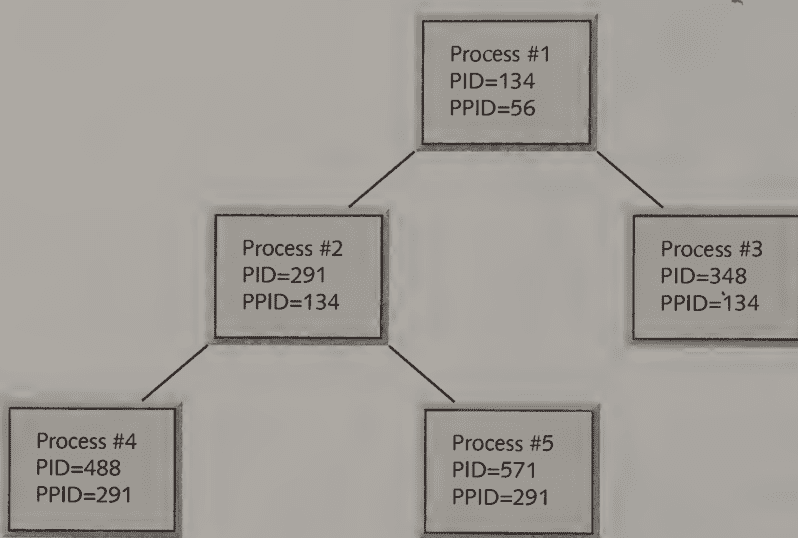 Process #1
PID=134
PPID=56
Process #2
PID=291
PPID=134
Process #3
PID=348
PPID=134
Process #4
PID=488
PPID=291
Process #5
PID=571
PPID=291